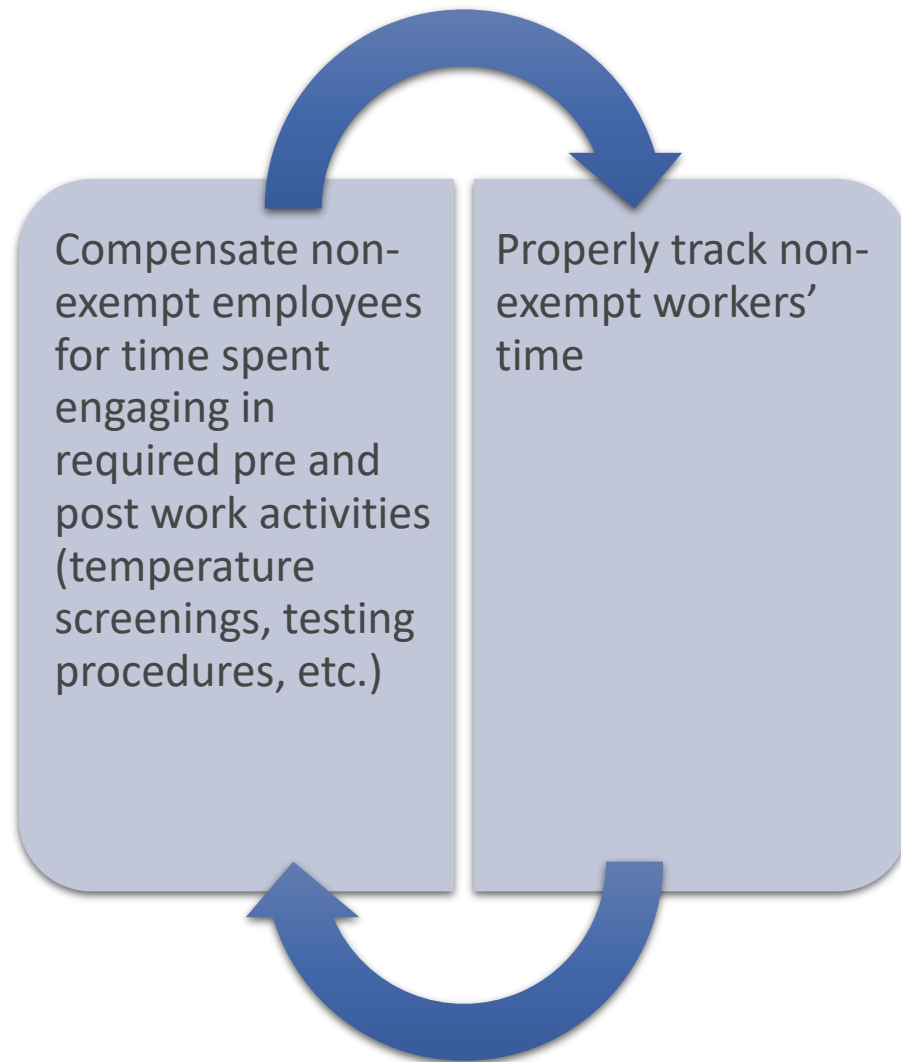 Compensate non-
exempt employees
for time spent
engaging in
required pre and
post work activities
(temperature
screenings, testing
procedures, etc.)
Properly track non-
exempt workers’
time